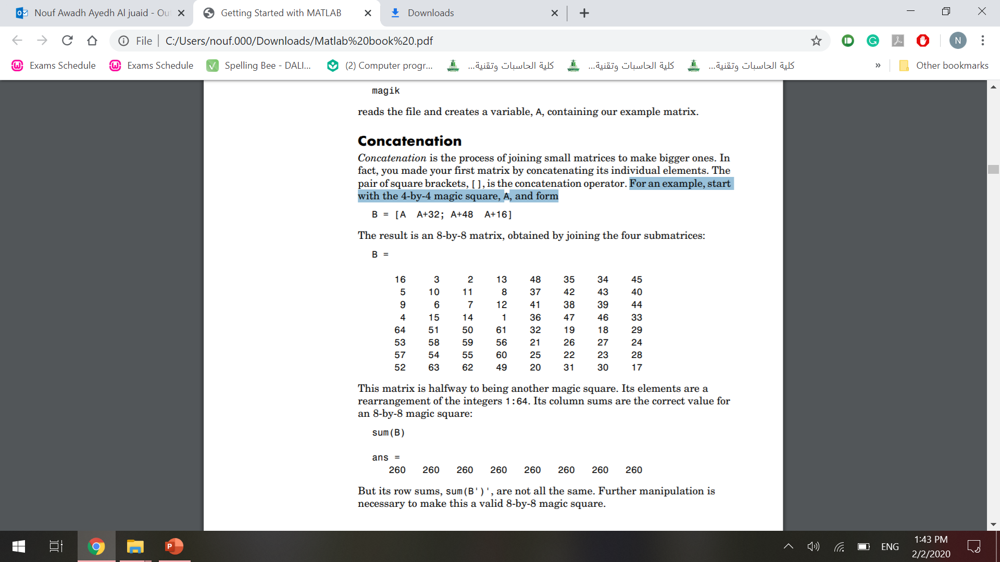 Nouf Awadh Ayedh Al juaid - Ou
Getting Started with MATLAB
Downloads
File
C:/Users/nouf.000/Downloads/Matlab%20book%20.pdf
N
Exams Schedule
Exams Schedule
Spelling Bee - DALI...
(2) Computer progr...
كلية الحاسبات وتقنية...
كلية الحاسبات وتقنية...
كلية الحاسبات وتقنية...
»
Other bookmarks
magik
reads the file and creates a variable, A, containing our example matrix.
Concatenation
Concatenation is the process of joining small matrices to make bigger ones. In
fact, you made your first matrix by concatenating its individual elements. The
pair of square brackets, [], is the concatenation operator. For an example, start
with the 4-by-4 magic square, A, and form
B = [A A+32; A+48 A+16]
The result is an 8-by-8 matrix, obtained by joining the four submatrices:
B =
16 3 2 13 48 35 34 45
5 10 11 8 37 42 43 40
9 6 7 12 41 38 39 44
4 15 14 1 36 47 46 33
64 51 50 61 32 19 18 29
53 58 59 56 21 26 27 24
57 54 55 60 25 22 23 28
52 63 62 49 20 31 30 17
This matrix is halfway to being another magic square. Its elements are a
rearrangement of the integers 1:64. Its column sums are the correct value for
an 8-by-8 magic square:
sum(B)
ans =
260 260 260 260 260 260 260 260
But its row sums, sum(B')', are not all the same. Further manipulation is
necessary to make this a valid 8-by-8 magic square.
ENG
1:43 PM
2/2/2020